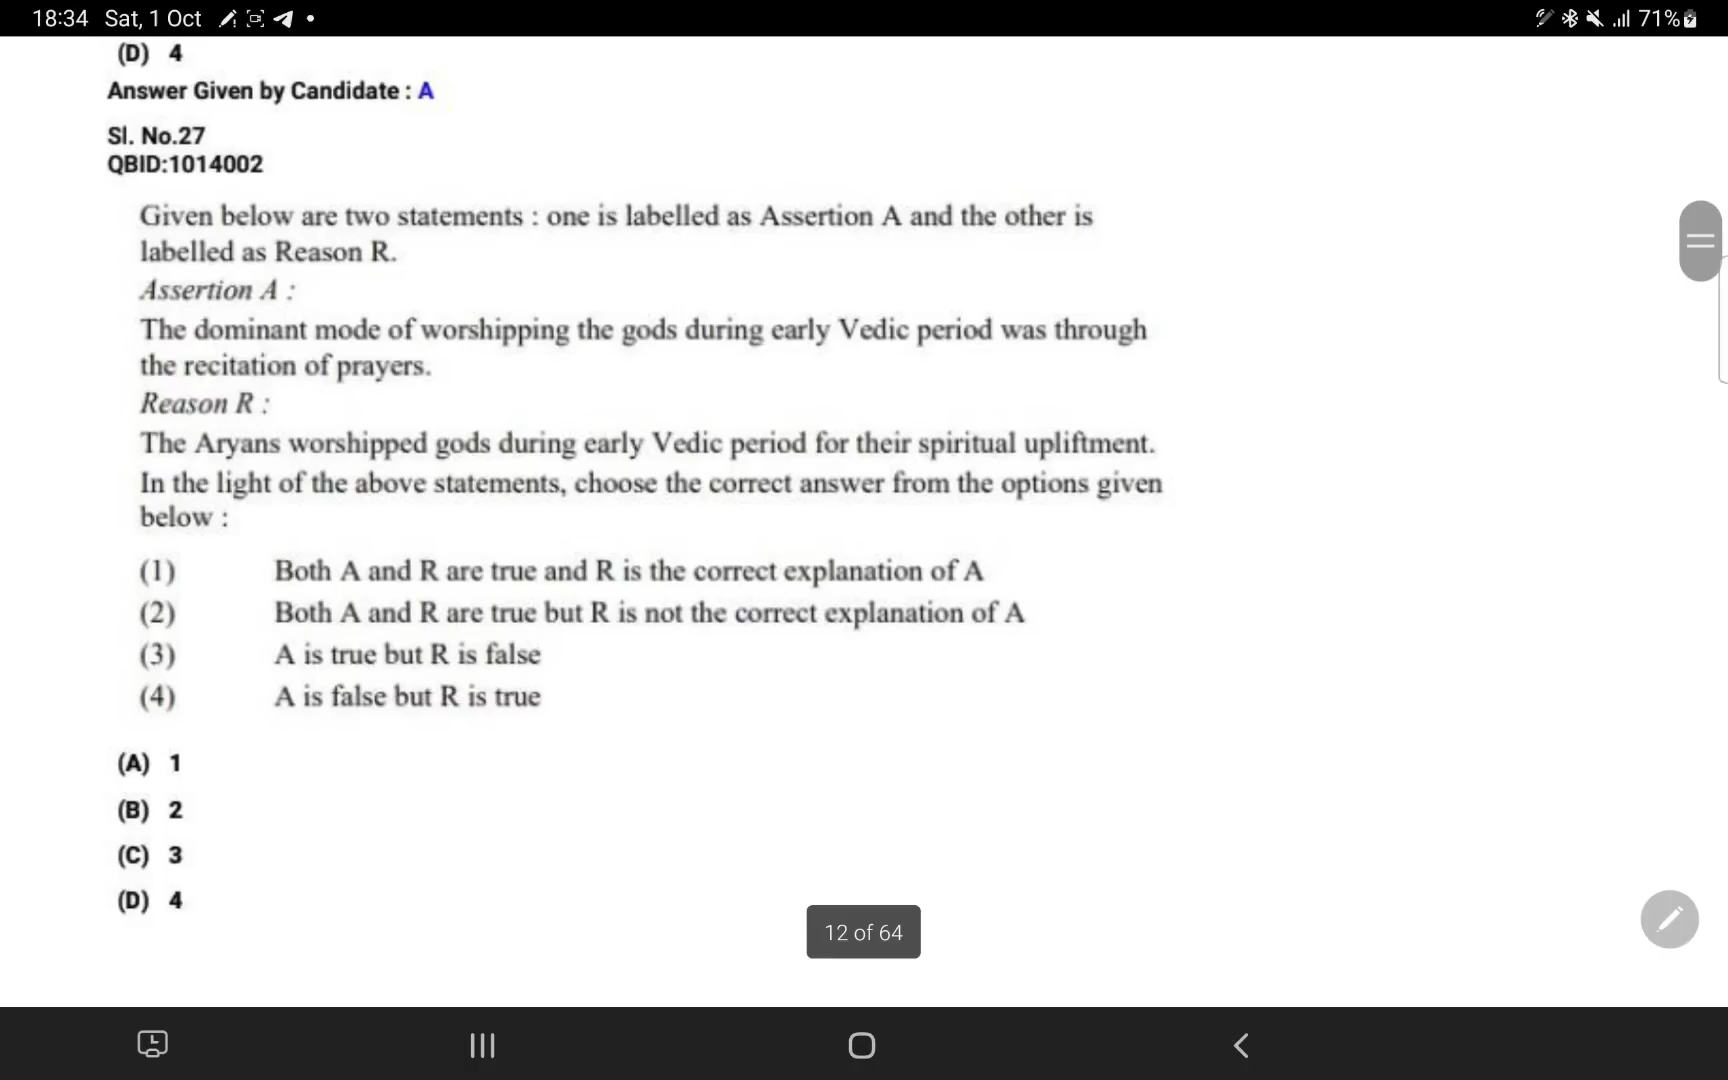 18:34 Sat, 1 Oct
71%
(D) 4
Answer Given by Candidate : A
Sl. No.27
QBID:1014002
Given below are two statements : one is labelled as Assertion A and the other is
labelled as Reason R.
Assertion A :
The dominant mode of worshipping the gods during early Vedic period was through
the recitation of prayers.
Reason R :
The Aryans worshipped gods during early Vedic period for their spiritual upliftment.
In the light of the above statements, choose the correct answer from the options given
below :
(1) Both A and R are true and R is the correct explanation of A
(2) Both A and R are true but R is not the correct explanation of A
(3) A is true but R is false
(4) A is false but R is true
(A) 1
(B) 2
(C) 3
(D) 4
12 of 64